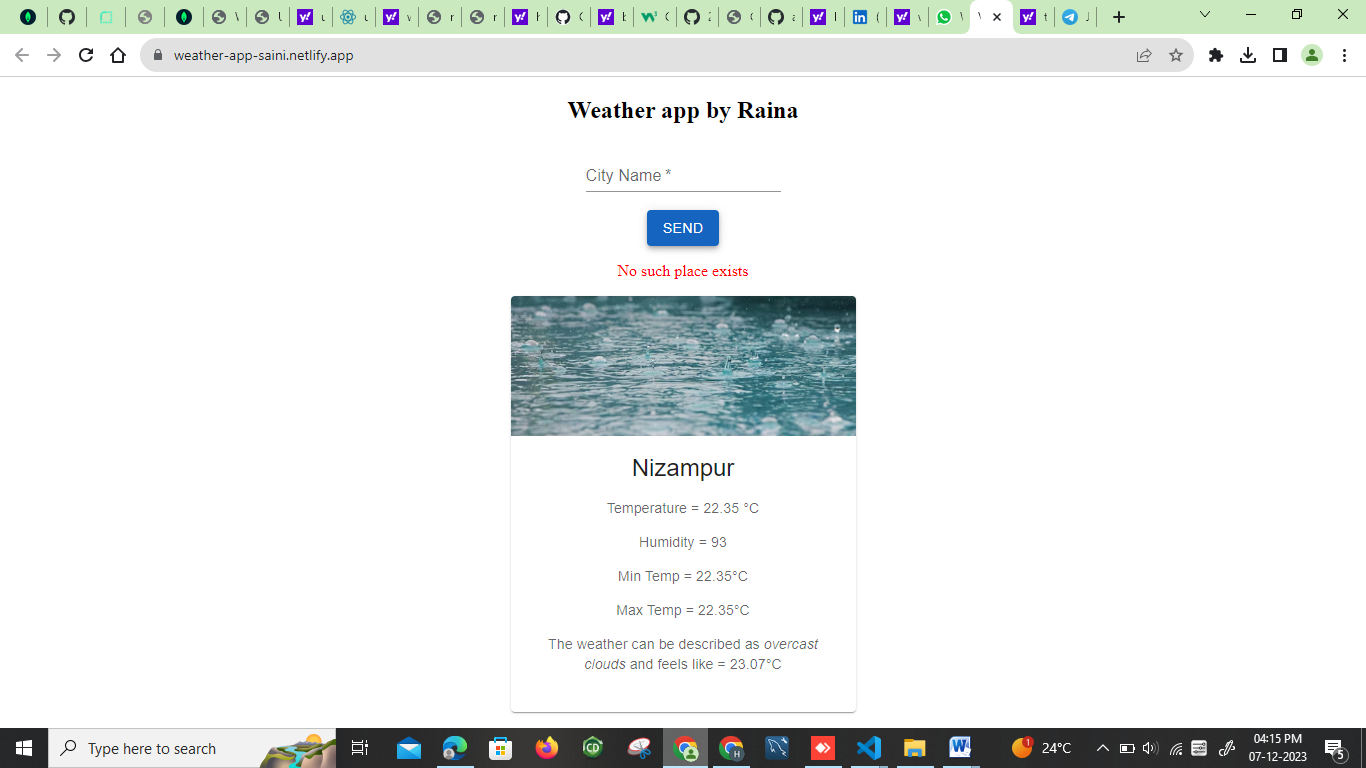 weather-app-saini.netlify.app
Weather app by Raina
City Name *
SEND
No such place exists
Nizampur
Temperature = 22.35 °C
Humidity = 93
Min Temp = 22.35°C
Max Temp = 22.35°C
The weather can be described as overcast
clouds and feels like = 23.07°C
Type here to search
24°C
04:15 PM
07-12-2023